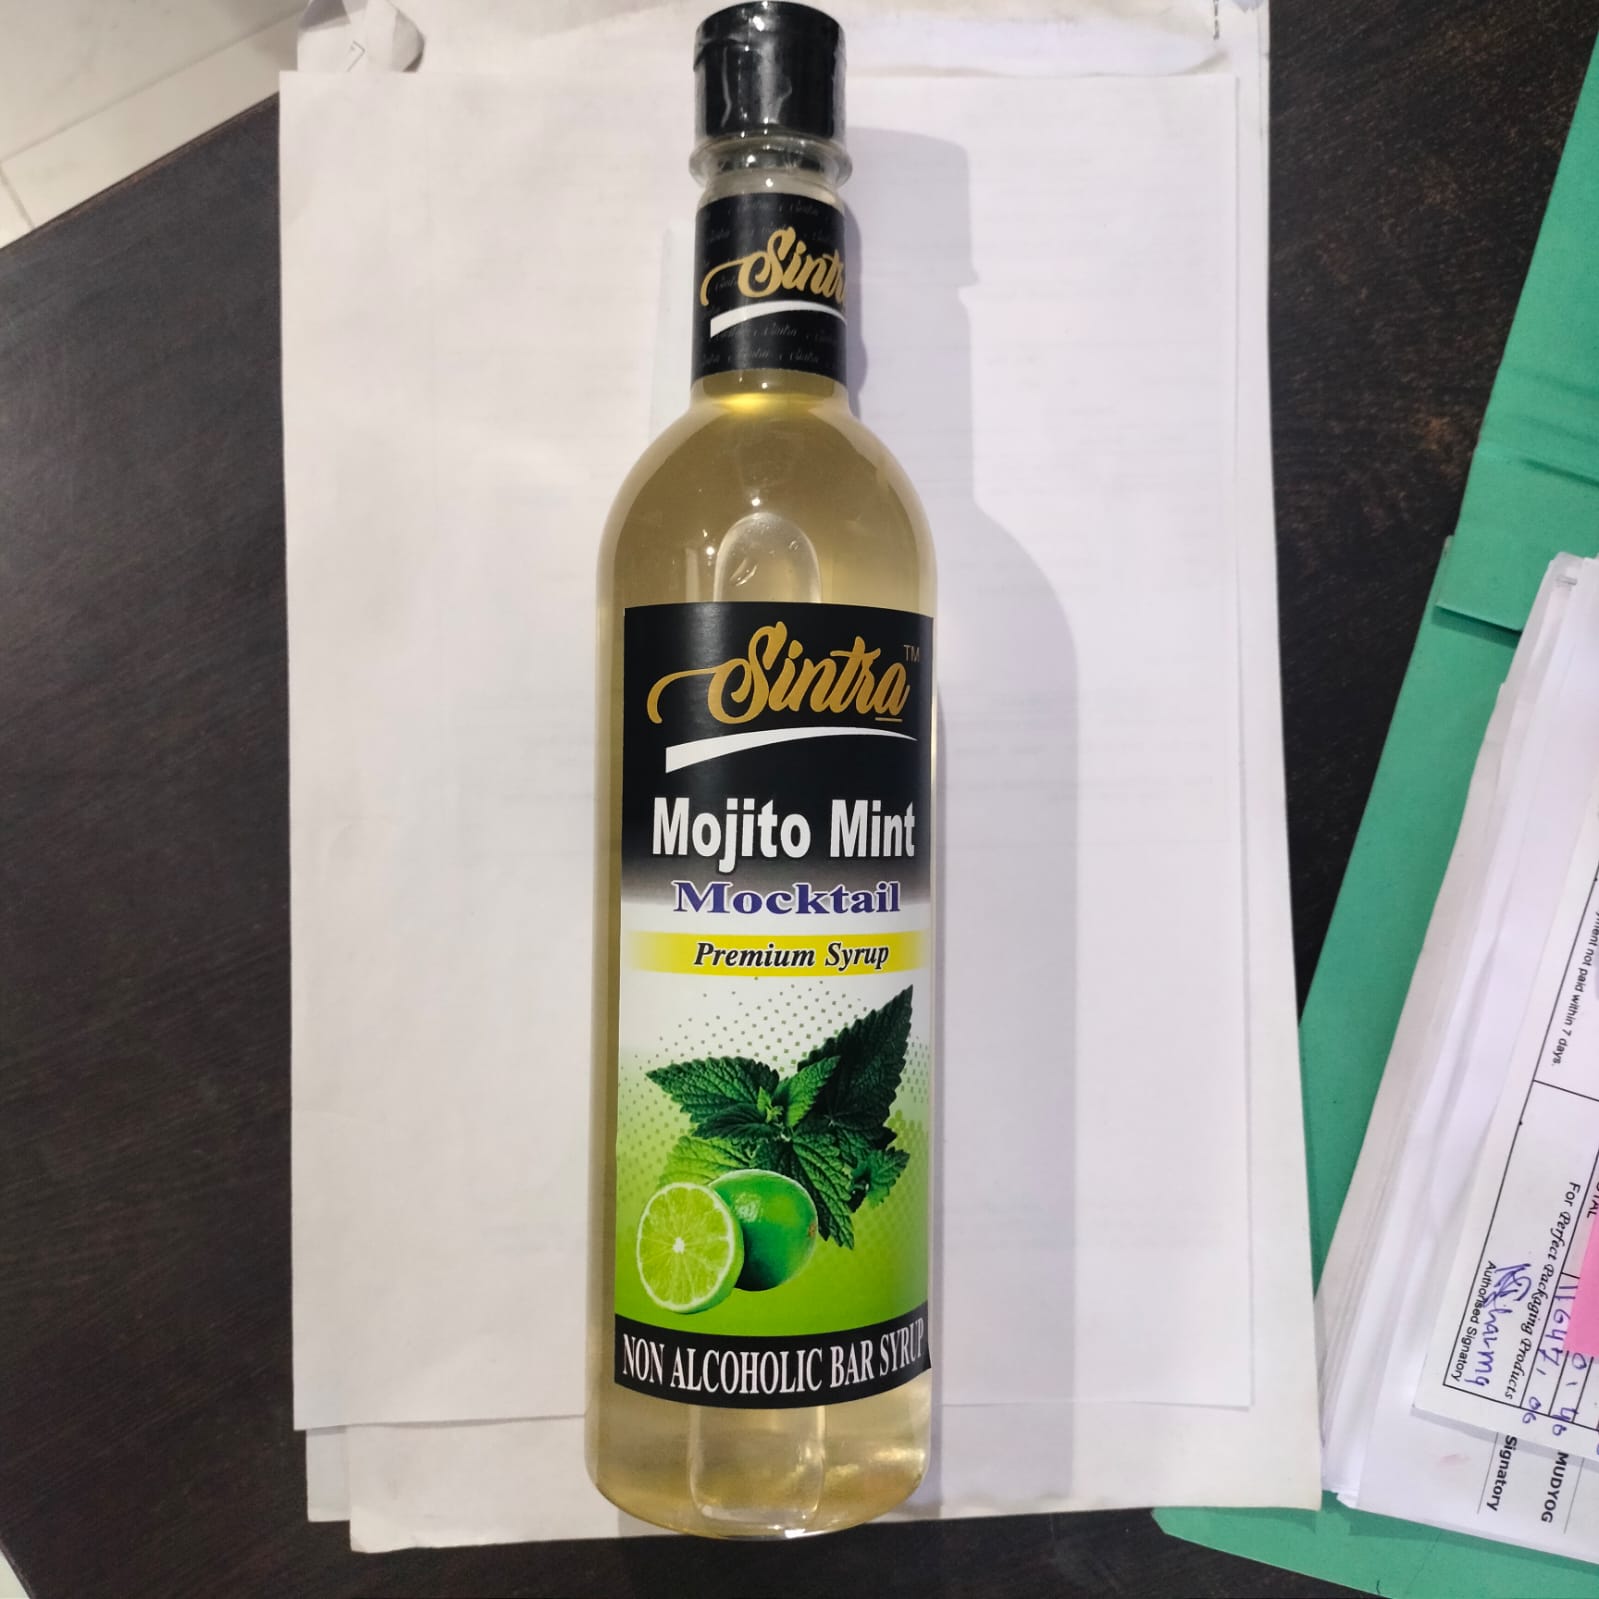 Sintra
Sintra™
Mojito Mint
Mocktail
Premium Syrup
NON ALCOHOLIC BAR SYRUP
ment not paid within 7 days.
For Perfect Packaging Products
Authorised Signatory
MUDYOG
Signatory